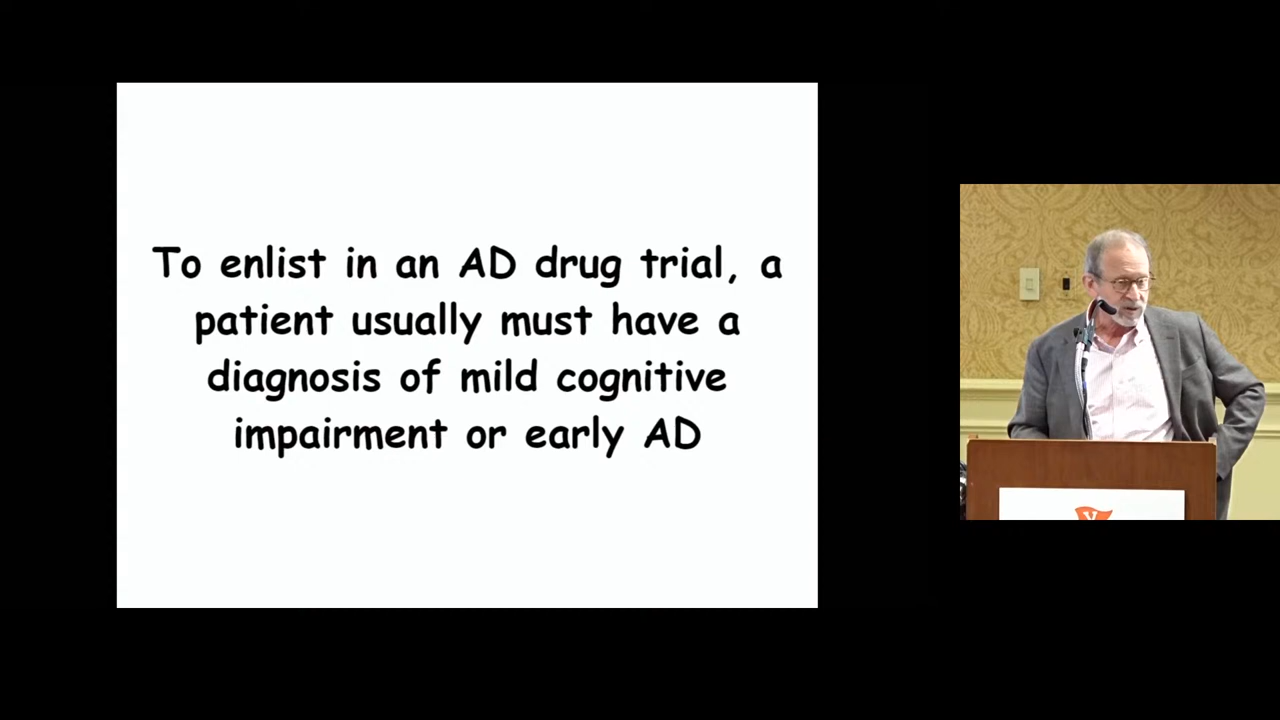 To enlist in an AD drug trial, a
patient usually must have a
diagnosis of mild cognitive
impairment or early AD
V